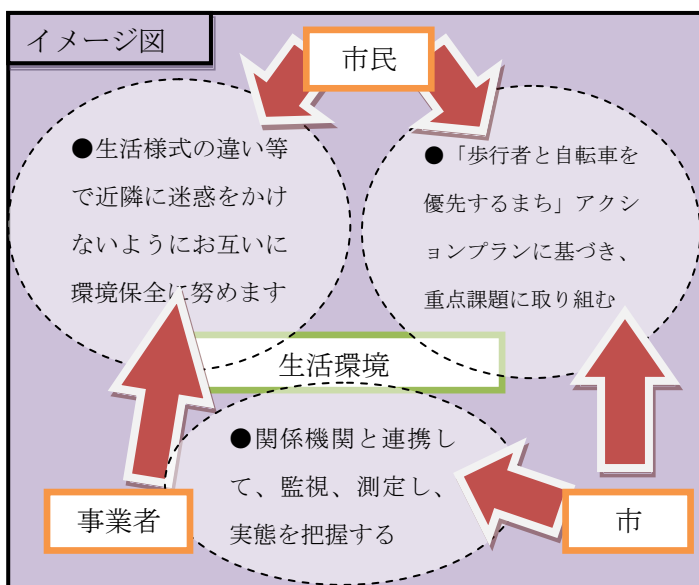 イメージ図
市民
●生活様式の違い等
で近隣に迷惑をかけ
ないようにお互いに
環境保全に努めます
●「歩行者と自転車を
優先するまち」アクシ
ョンプランに基づき、
重点課題に取り組む
生活環境
●関係機関と連携し
て、監視、測定し、
実態を把握する
事業者
市